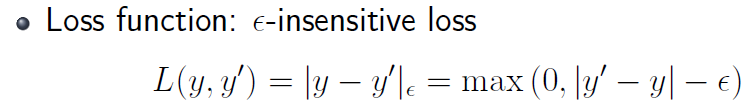 • Loss function: ϵ-insensitive loss
L(y, y′) = |y − y′|ϵ = max (0, |y′ − y| − ϵ)